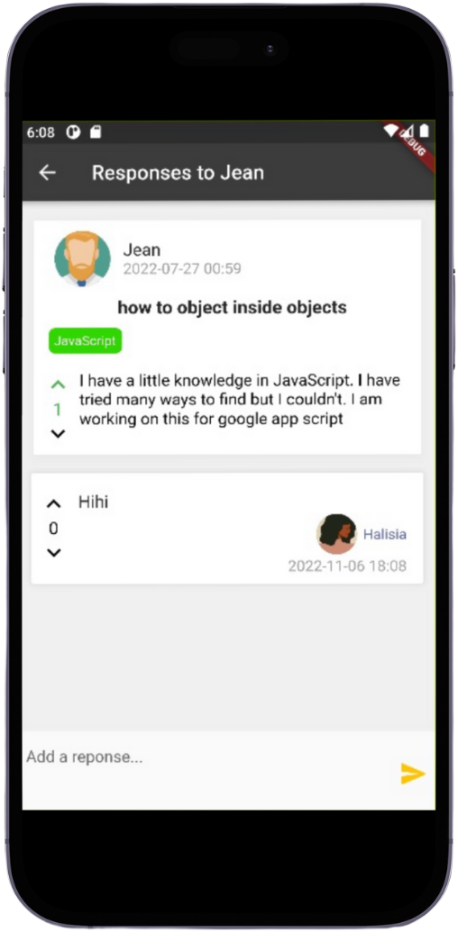 6:08
DEBUG
Responses to Jean
Jean
2022-07-27 00:59
how to object inside objects
JavaScript
I have a little knowledge in JavaScript. I have
tried many ways to find but I couldn't. I am
working on this for google app script
1
Hihi
0
Halisia
2022-11-06 18:08
Add a reponse...